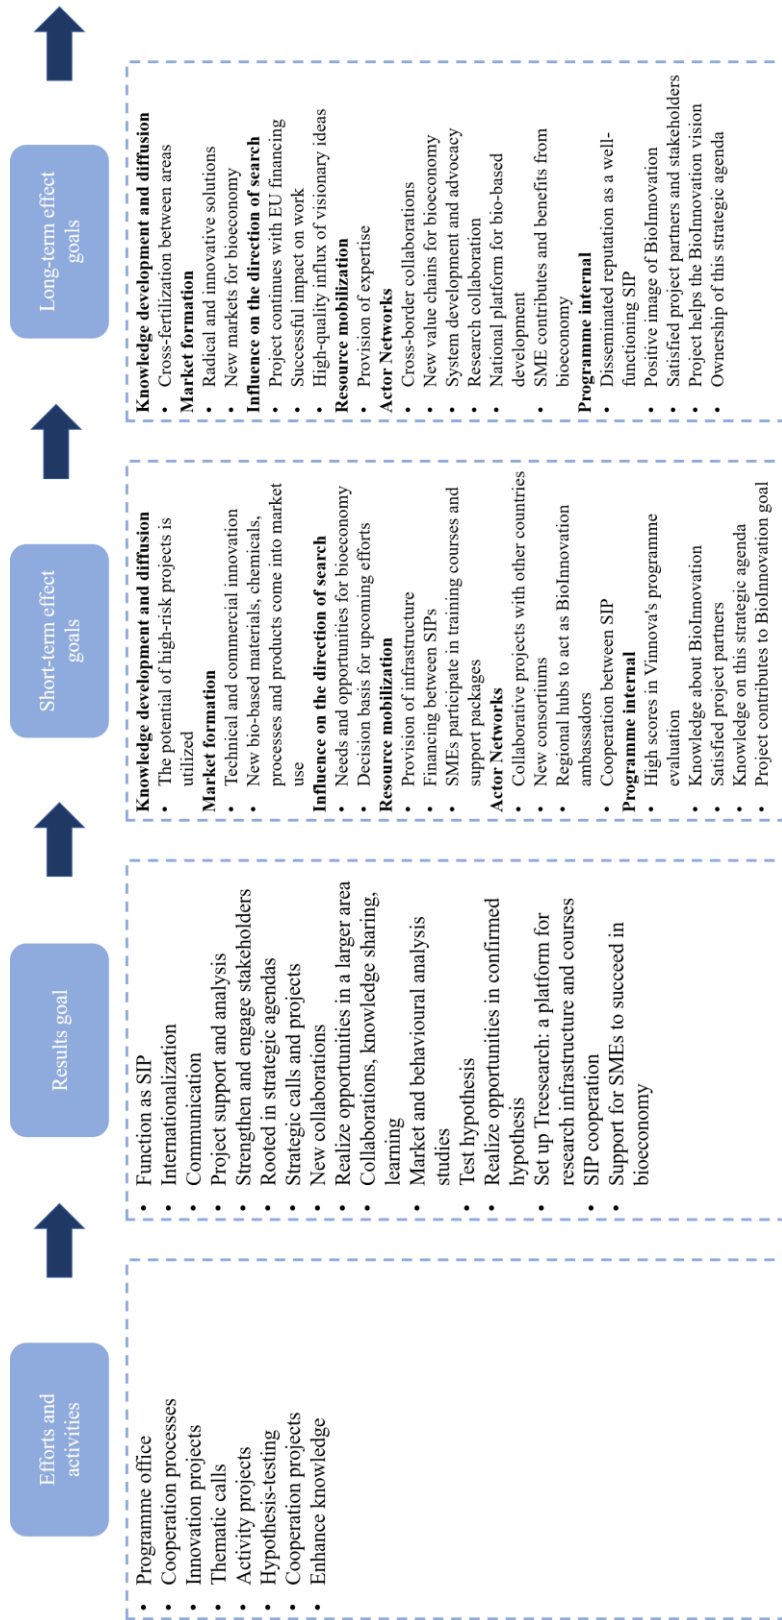 Efforts and
activities
• Programme office
• Cooperation processes
• Innovation projects
• Thematic calls
• Activity projects
• Hypothesis-testing
• Cooperation projects
• Enhance knowledge
Results goal
• Function as SIP
• Internationalization
• Communication
• Project support and analysis
• Strengthen and engage stakeholders
• Rooted in strategic agendas
• Strategic calls and projects
• New collaborations
• Realize opportunities in a larger area
• Collaborations, knowledge sharing,
learning
• Market and behavioural analysis
studies
• Test hypothesis
• Realize opportunities in confirmed
hypothesis
• Set up Treesearch: a platform for
research infrastructure and courses
• SIP cooperation
• Support for SMEs to succeed in
bioeconomy
Short-term effect
goals
Knowledge development and diffusion
• The potential of high-risk projects is
utilized
Market formation
• Technical and commercial innovation
• New bio-based materials, chemicals,
processes and products come into market
use
Influence on the direction of search
• Needs and opportunities for bioeconomy
• Decision basis for upcoming efforts
Resource mobilization
• Provision of infrastructure
• Financing between SIPs
• SMEs participate in training courses and
support packages
Actor Networks
• Collaborative projects with other countries
• New consortiums
• Regional hubs to act as BioInnovation
ambassadors
• Cooperation between SIP
Programme internal
• High scores in Vinnova's programme
evaluation
• Knowledge about BioInnovation
• Satisfied project partners
• Knowledge on this strategic agenda
• Project contributes to BioInnovation goal
Long-term effect
goals
Knowledge development and diffusion
• Cross-fertilization between areas
Market formation
• Radical and innovative solutions
• New markets for bioeconomy
Influence on the direction of search
• Project continues with EU financing
• Successful impact on work
• High-quality influx of visionary ideas
Resource mobilization
• Provision of expertise
Actor Networks
• Cross-border collaborations
• New value chains for bioeconomy
• System development and advocacy
• Research collaboration
• National platform for bio-based
development
• SME contributes and benefits from
bioeconomy
Programme internal
• Disseminated reputation as a well-
functioning SIP
• Positive image of BioInnovation
• Satisfied project partners and stakeholders
• Project helps the BioInnovation vision
• Ownership of this strategic agenda